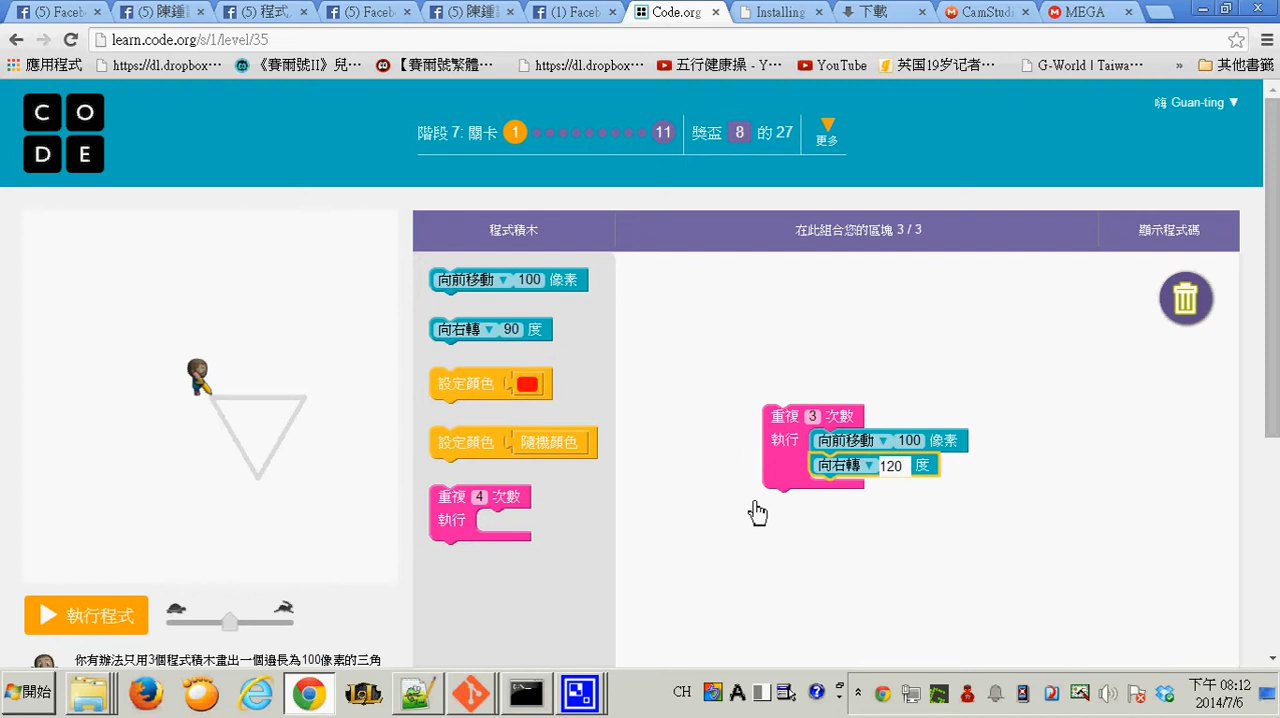 (5) Faceb
(5) 陳鍾
(5) 程式
(5) Faceb
(5) 陳鍾
(1) Faceb
Code.org
Installing
下載
CamStud
MEGA
learn.code.org/s/1/level/35
應用程式
https://dl.dropbox…
《賽爾號II》兒…
【賽爾號繁體…
https://dl.dropbox…
五行健康操 - Y…
YouTube
英国19岁记者…
G-World | Taiwa…
»
其他書籤
C O
D E
嗨 Guan-ting ▼
階段 7: 關卡 1 11
獎盃 8 的 27
更多
程式積木
在此組合您的區塊 3 / 3
顯示程式碼
向前移動 100 像素
向右轉 90 度
設定顏色
設定顏色 隨機顏色
重複 4 次數
執行
重複 3 次數
執行 向前移動 100 像素
向右轉 120 度
執行程式
你有辦法只用3個程式積木畫出一個邊長為100像素的三角
開始
CH
下午 08:12
2014/7/6